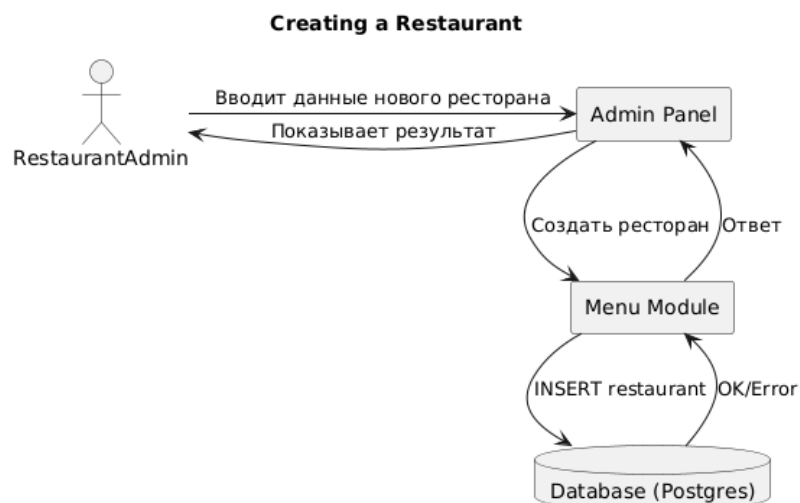 Creating a Restaurant
Вводит данные нового ресторана
Показывает результат
RestaurantAdmin
Admin Panel
Создать ресторан
Ответ
Menu Module
INSERT restaurant
OK/Error
Database (Postgres)